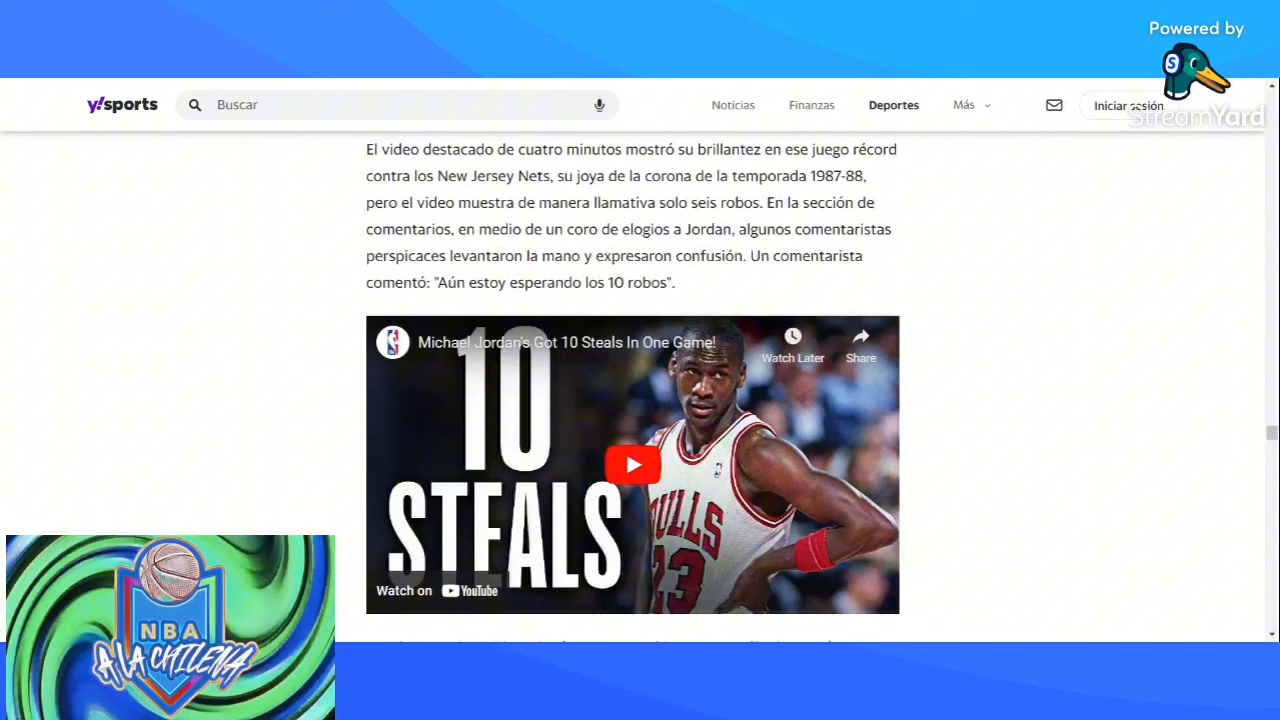 Powered by
StreamYard
y!sports
Buscar
Noticias
Finanzas
Deportes
Más
Iniciar sesión
El video destacado de cuatro minutos mostró su brillantez en ese juego récord
contra los New Jersey Nets, su joya de la corona de la temporada 1987-88,
pero el video muestra de manera llamativa solo seis robos. En la sección de
comentarios, en medio de un coro de elogios a Jordan, algunos comentaristas
perspicaces levantaron la mano y expresaron confusión. Un comentarista
comentó: "Aún estoy esperando los 10 robos".
Michael Jordan's Got 10 Steals In One Game!
Watch Later
Share
10
STEALS
BULLS
23
Watch on YouTube
NBA
A LA CHILENA